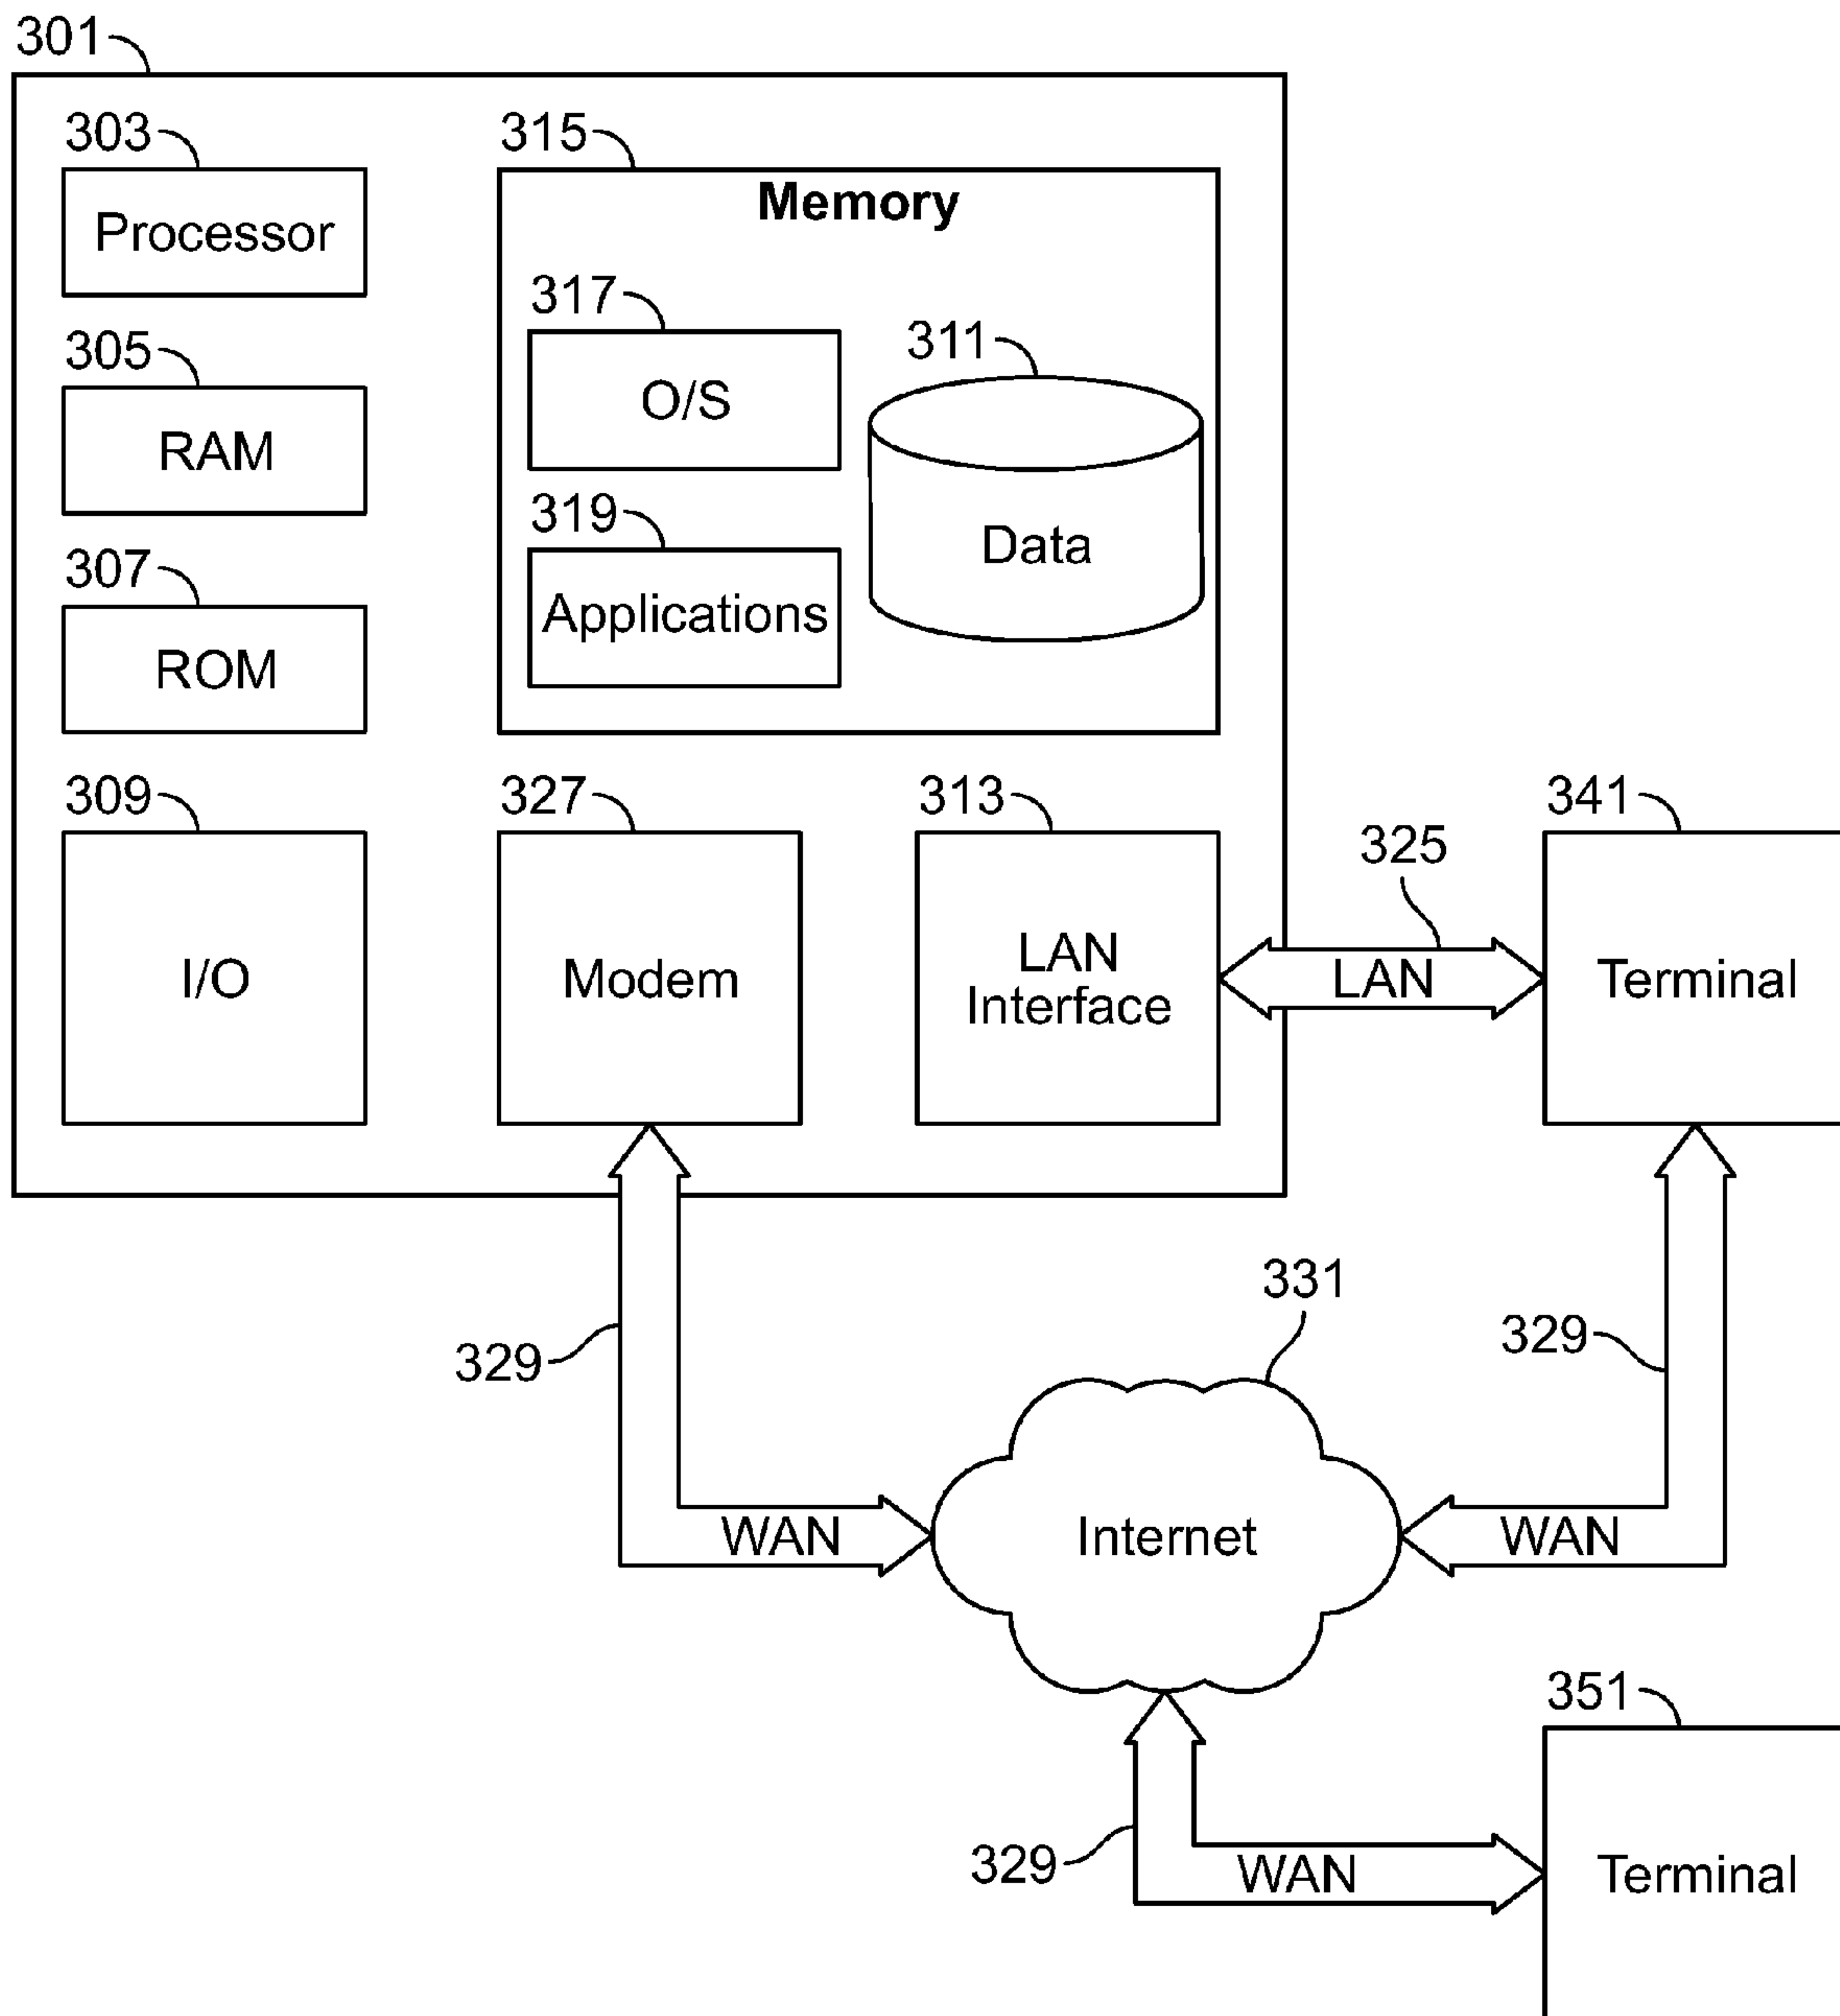 301
303
Processor
305
RAM
307
ROM
309
I/O
315
Memory
317
O/S
311
Data
319
Applications
327
Modem
313
LAN
Interface
325
LAN
341
Terminal
329
WAN
331
Internet
329
WAN
329
WAN
351
Terminal